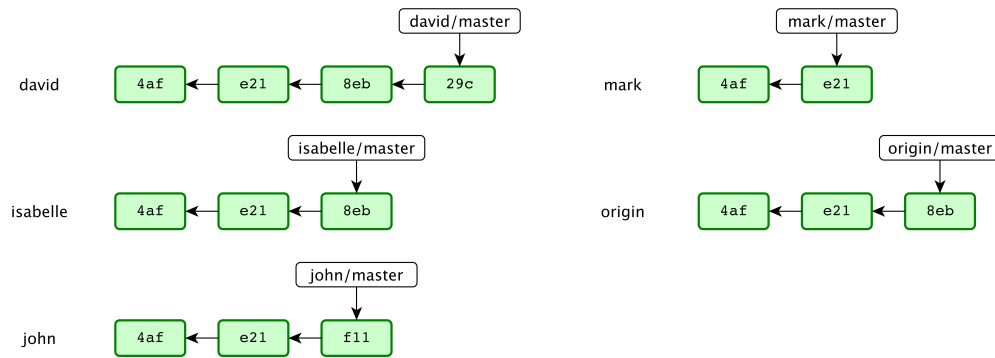 david/master
david 4af e21 8eb 29c
mark/master
mark 4af e21
isabelle/master
isabelle 4af e21 8eb
origin/master
origin 4af e21 8eb
john/master
john 4af e21 f11